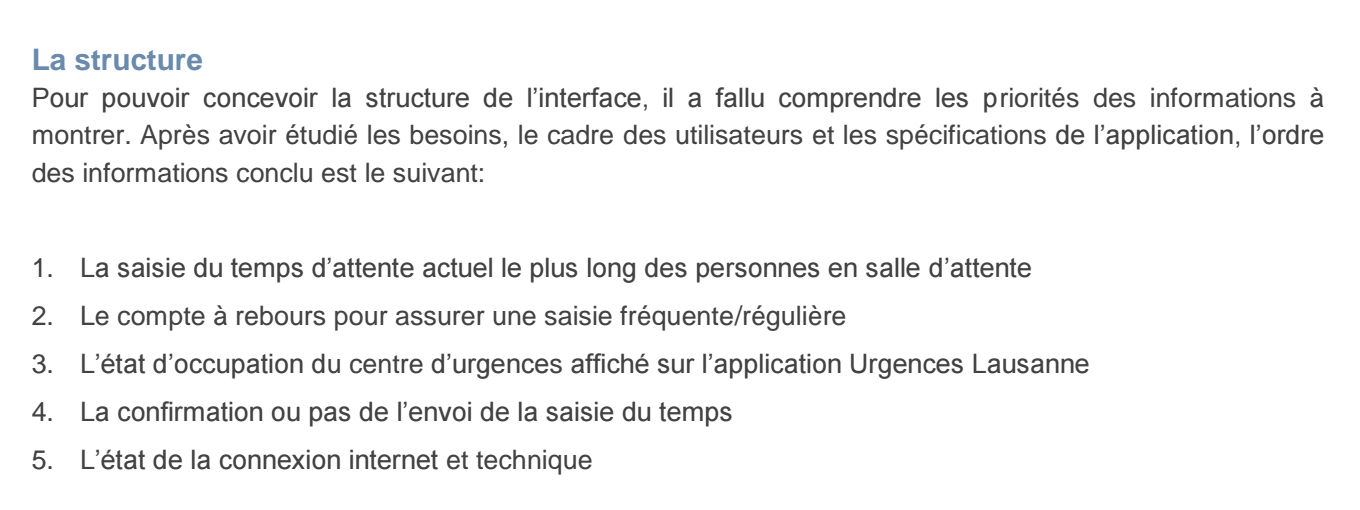 La structure
Pour pouvoir concevoir la structure de l’interface, il a fallu comprendre les priorités des informations à
montrer. Après avoir étudié les besoins, le cadre des utilisateurs et les spécifications de l’application, l’ordre
des informations conclu est le suivant:
1. La saisie du temps d’attente actuel le plus long des personnes en salle d’attente
2. Le compte à rebours pour assurer une saisie fréquente/régulière
3. L’état d’occupation du centre d’urgences affiché sur l’application Urgences Lausanne
4. La confirmation ou pas de l’envoi de la saisie du temps
5. L’état de la connexion internet et technique